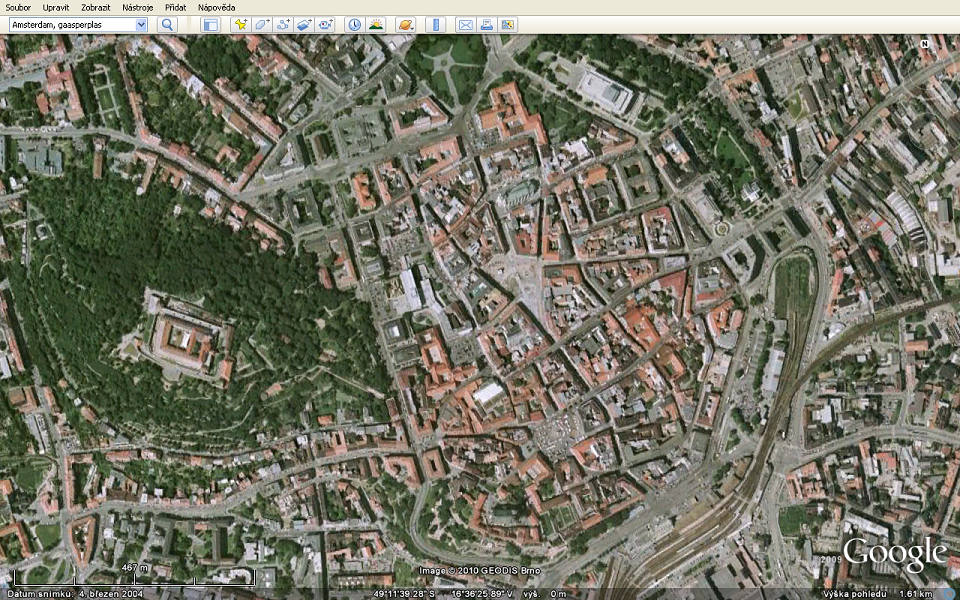 Soubor Upravit Zobrazit Nástroje Přidat Nápověda
Amsterdam, gaasperplas
N
467 m
Image © 2010 GEODIS Brno
2009 Google
Datum snímku: 4. březen 2004 49°11'39.28" S 16°36'25.89" V výš. 0 m Výška pohledu 1.61 km